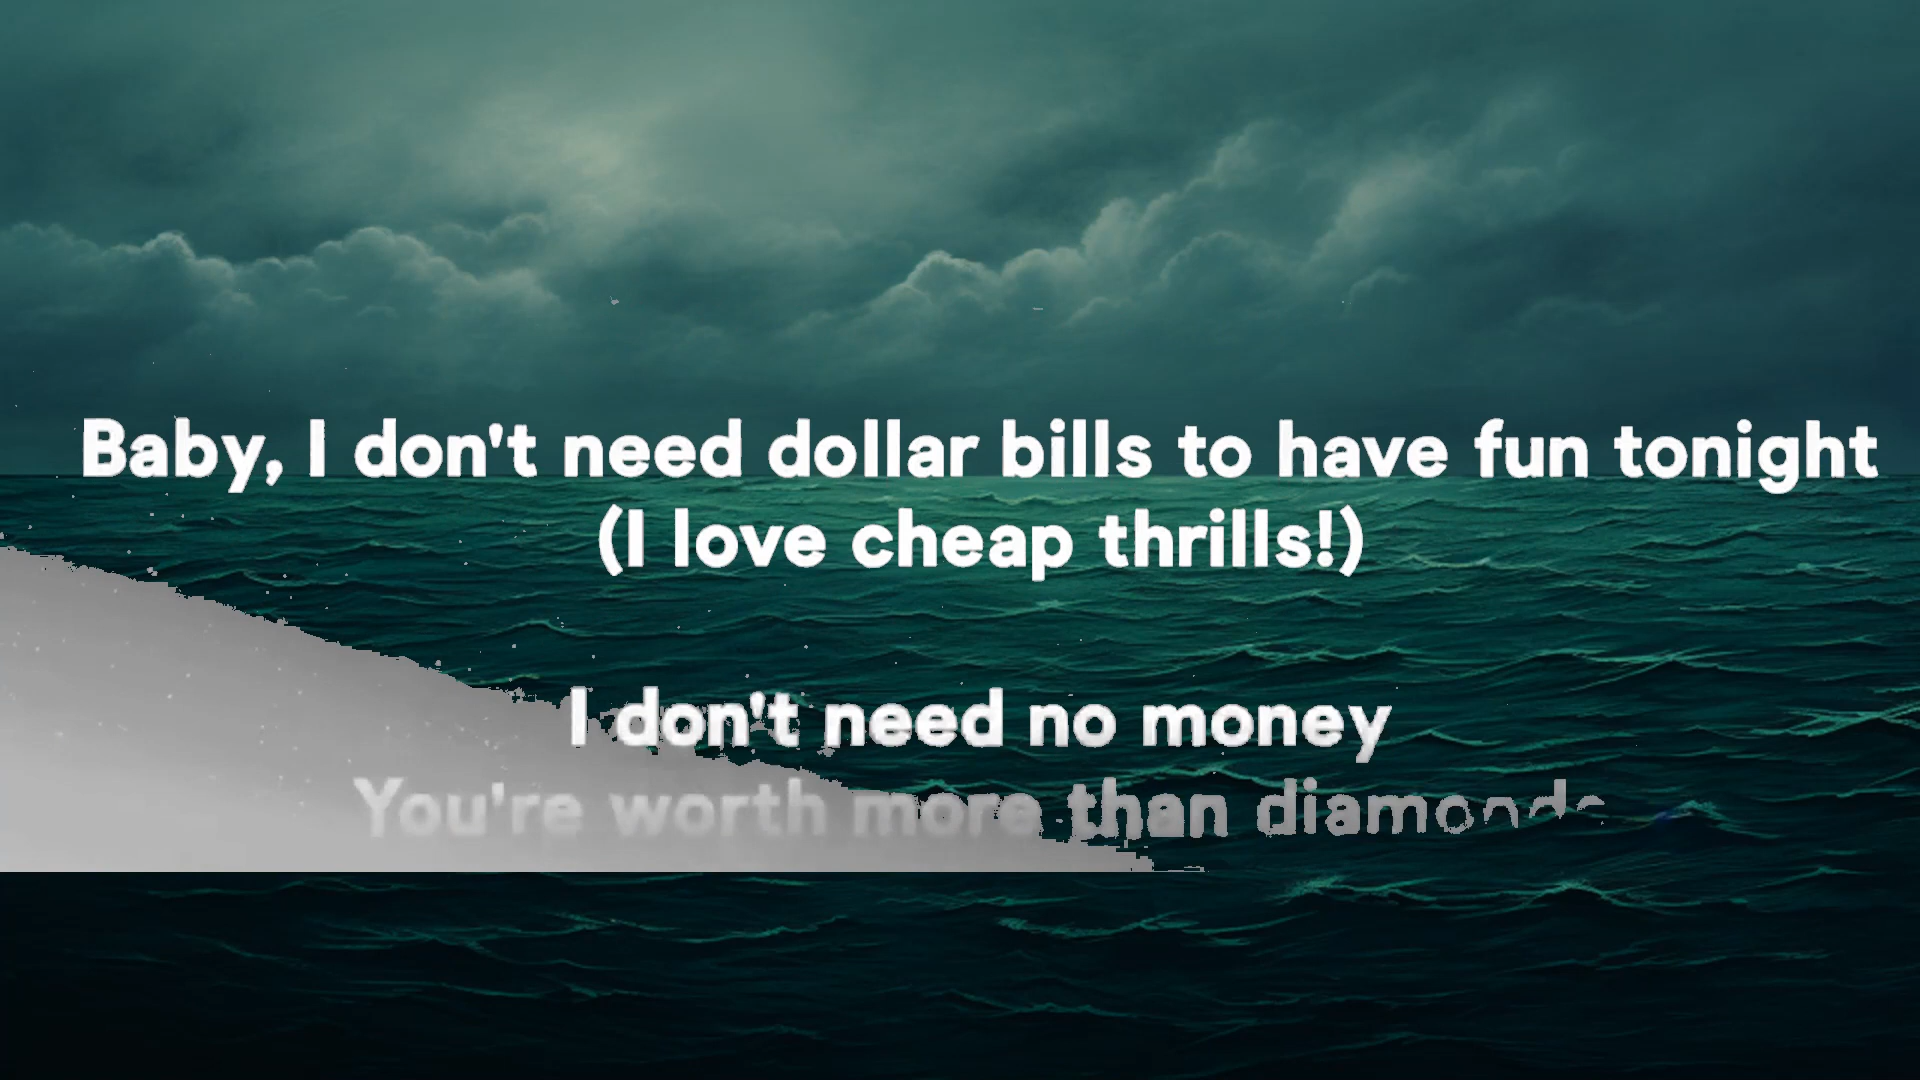 Baby, I don't need dollar bills to have fun tonight
(I love cheap thrills!)
I don't need no money
You're worth more than diamonds